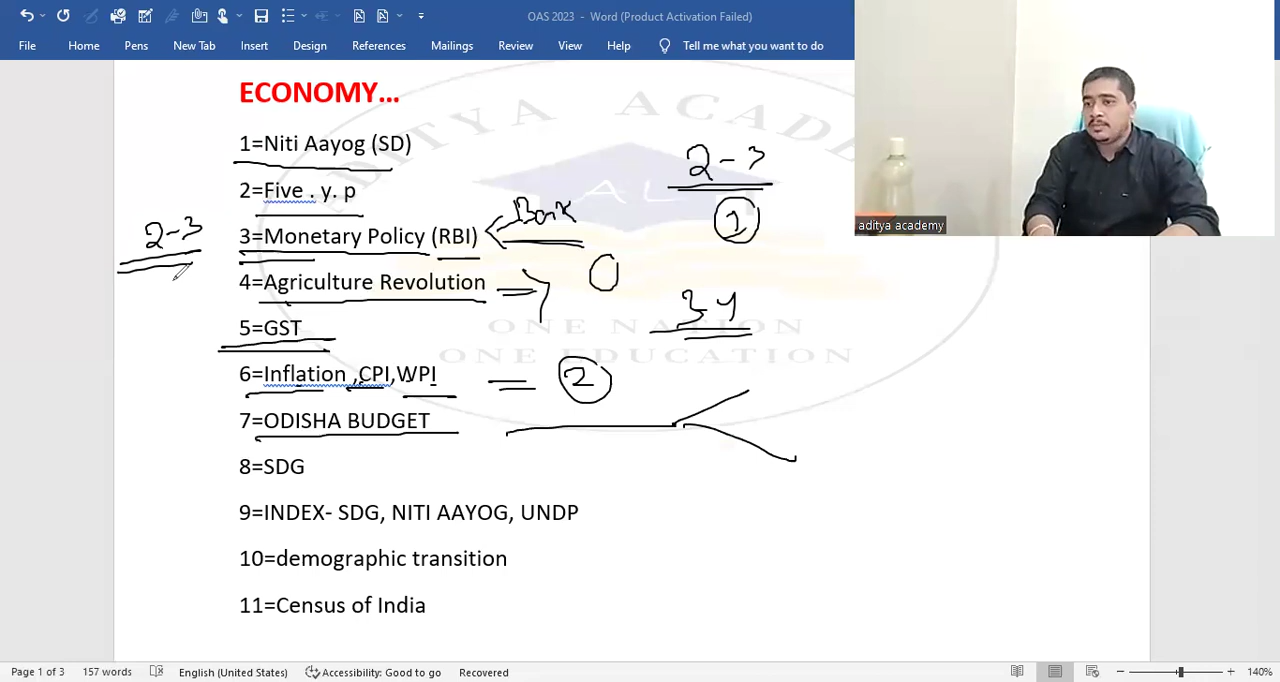 OAS 2023 - Word (Product Activation Failed)
File Home Pens New Tab Insert Design References Mailings Review View Help Tell me what you want to do
ECONOMY...
ADITYA ACADE
1=Niti Aayog (SD)
2-3
2=Five . y. p
ALA
Bank
1
aditya academy
2-3
3=Monetary Policy (RBI)
4=Agriculture Revolution
0
3-4
5=GST
ONE NATION
ONE EDUCATION
6=Inflation ,CPI,WPI
= 2
7=ODISHA BUDGET
8=SDG
9=INDEX- SDG, NITI AAYOG, UNDP
10=demographic transition
11=Census of India
Page 1 of 3 157 words English (United States) Accessibility: Good to go Recovered 140%